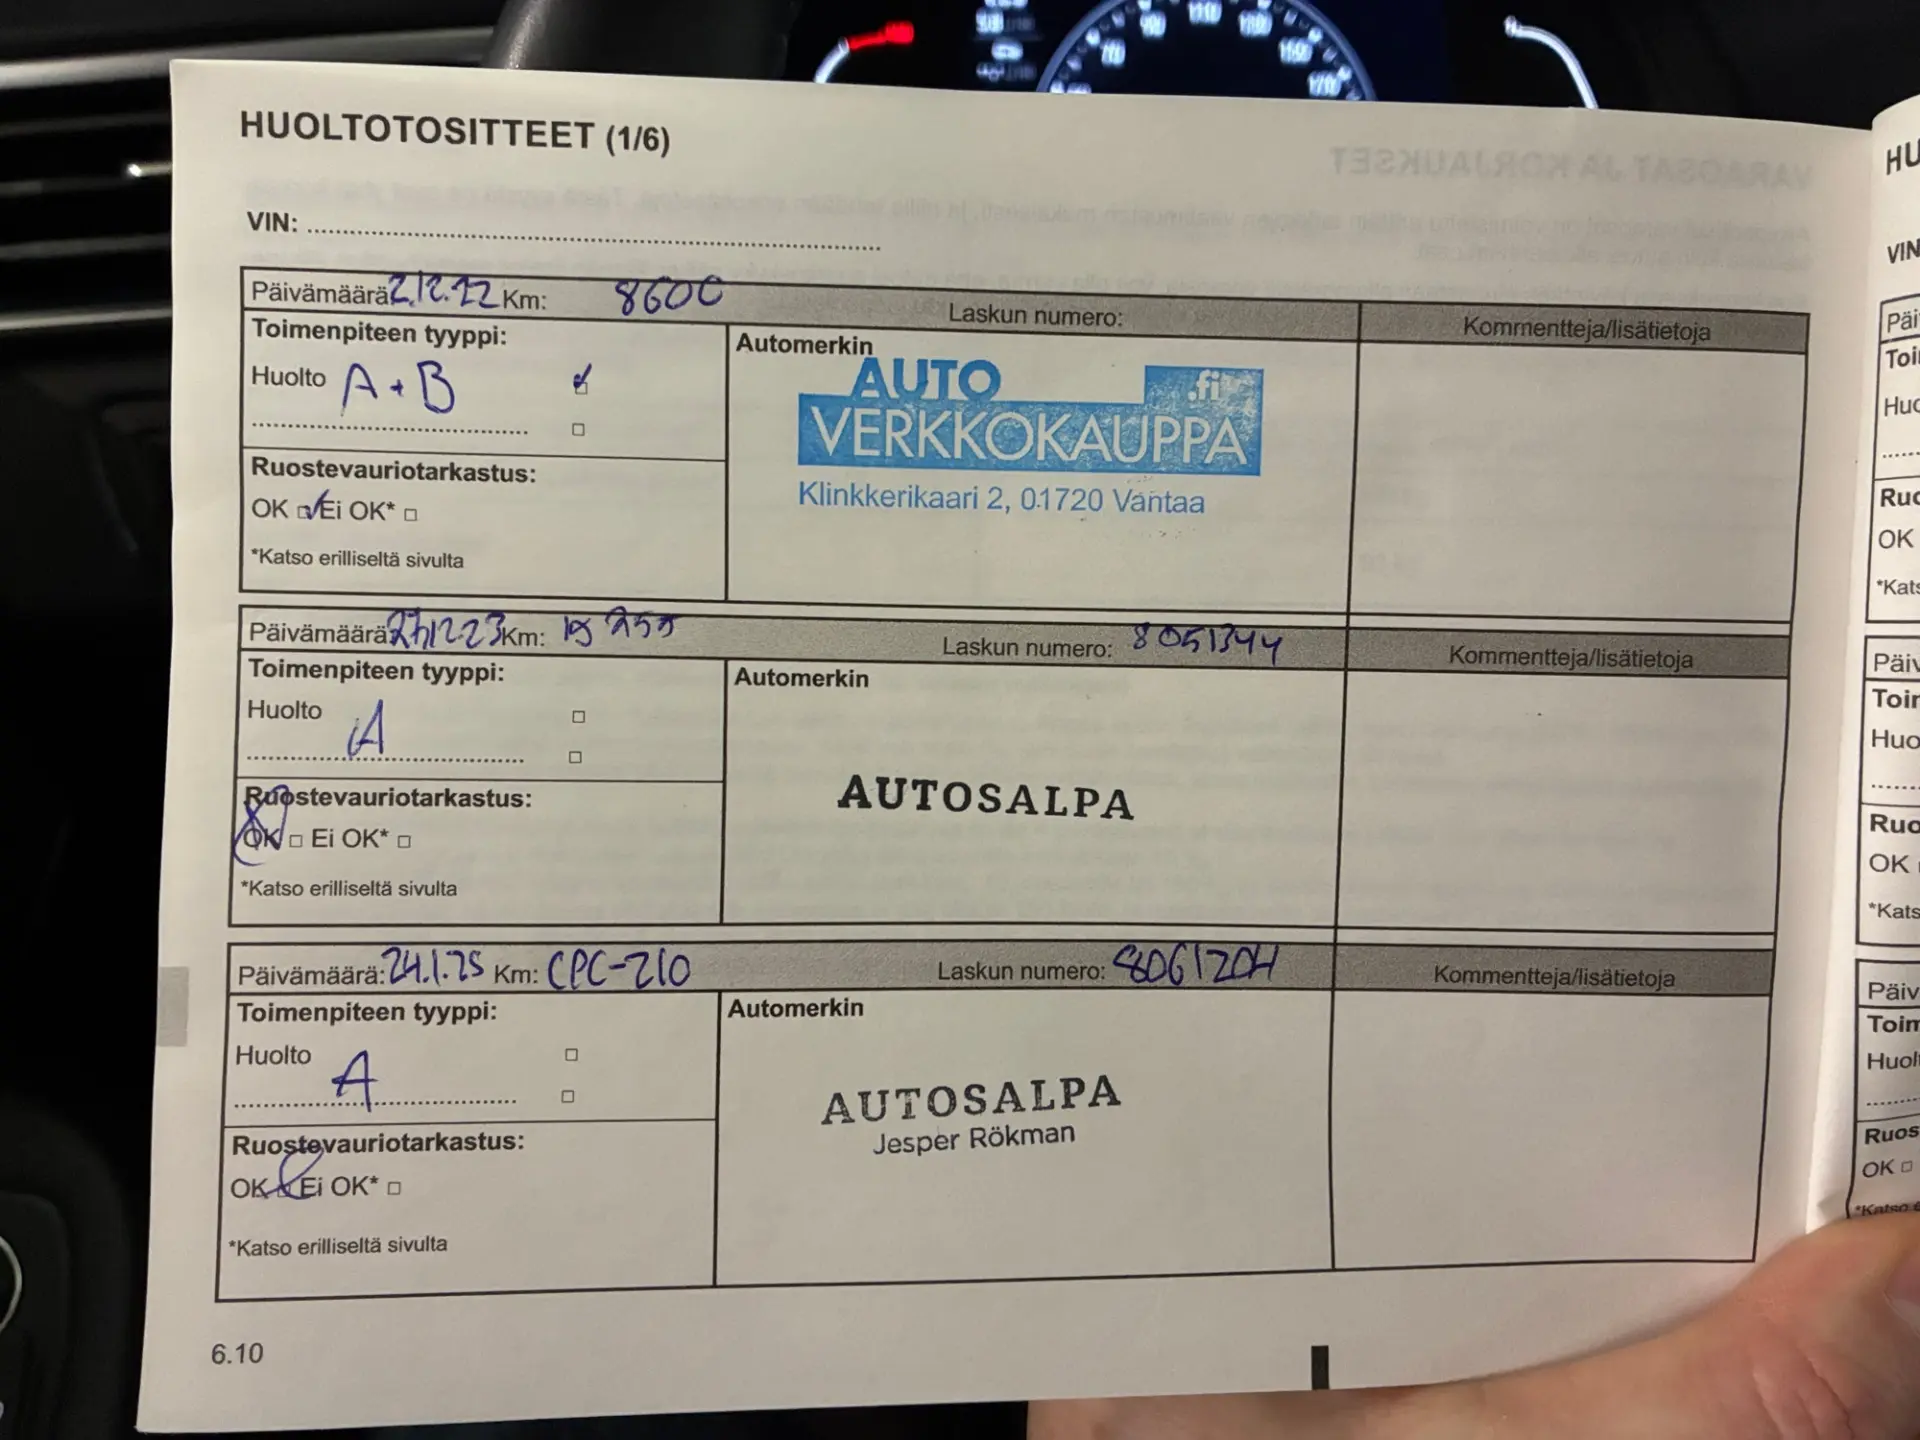 HUOLTOTOSITTEET (1/6)
VIN:
Päivämäärä 2.12.22 Km: 8600 Laskun numero: Kommentteja/lisätietoja
Toimenpiteen tyyppi:
Huolto A+B
Automerkin
AUTO .fi
VERKKOKAUPPA
Klinkkerikaari 2, 01720 Vantaa
Ruostevauriotarkastus:
OK Ei OK*
*Katso erilliseltä sivulta
Päivämäärä 27.12.23 Km: Laskun numero: 8051344 Kommentteja/lisätietoja
Toimenpiteen tyyppi:
Huolto A
Automerkin
AUTOSALPA
Ruostevauriotarkastus:
OK Ei OK*
*Katso erilliseltä sivulta
Päivämäärä: 24.1.25 Km: CPC-210 Laskun numero: 8061204 Kommentteja/lisätietoja
Toimenpiteen tyyppi:
Huolto A
Automerkin
AUTOSALPA
Jesper Rökman
Ruostevauriotarkastus:
OK Ei OK*
*Katso erilliseltä sivulta
6.10